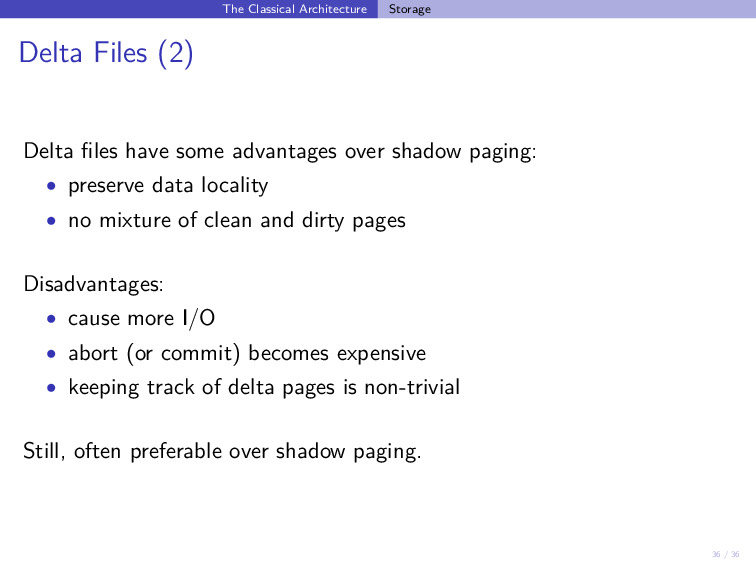 The Classical Architecture Storage
Delta Files (2)
Delta files have some advantages over shadow paging:
• preserve data locality
• no mixture of clean and dirty pages
Disadvantages:
• cause more I/O
• abort (or commit) becomes expensive
• keeping track of delta pages is non-trivial
Still, often preferable over shadow paging.
36 / 36